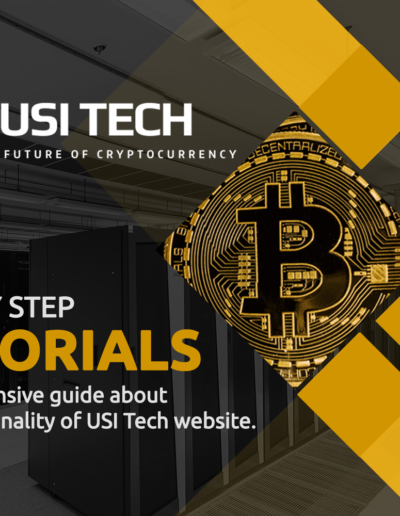 USI TECH
FUTURE OF CRYPTOCURRENCY
DECENTRALIZED
STEP
ORIALS
nsive guide about
nality of USI Tech website.